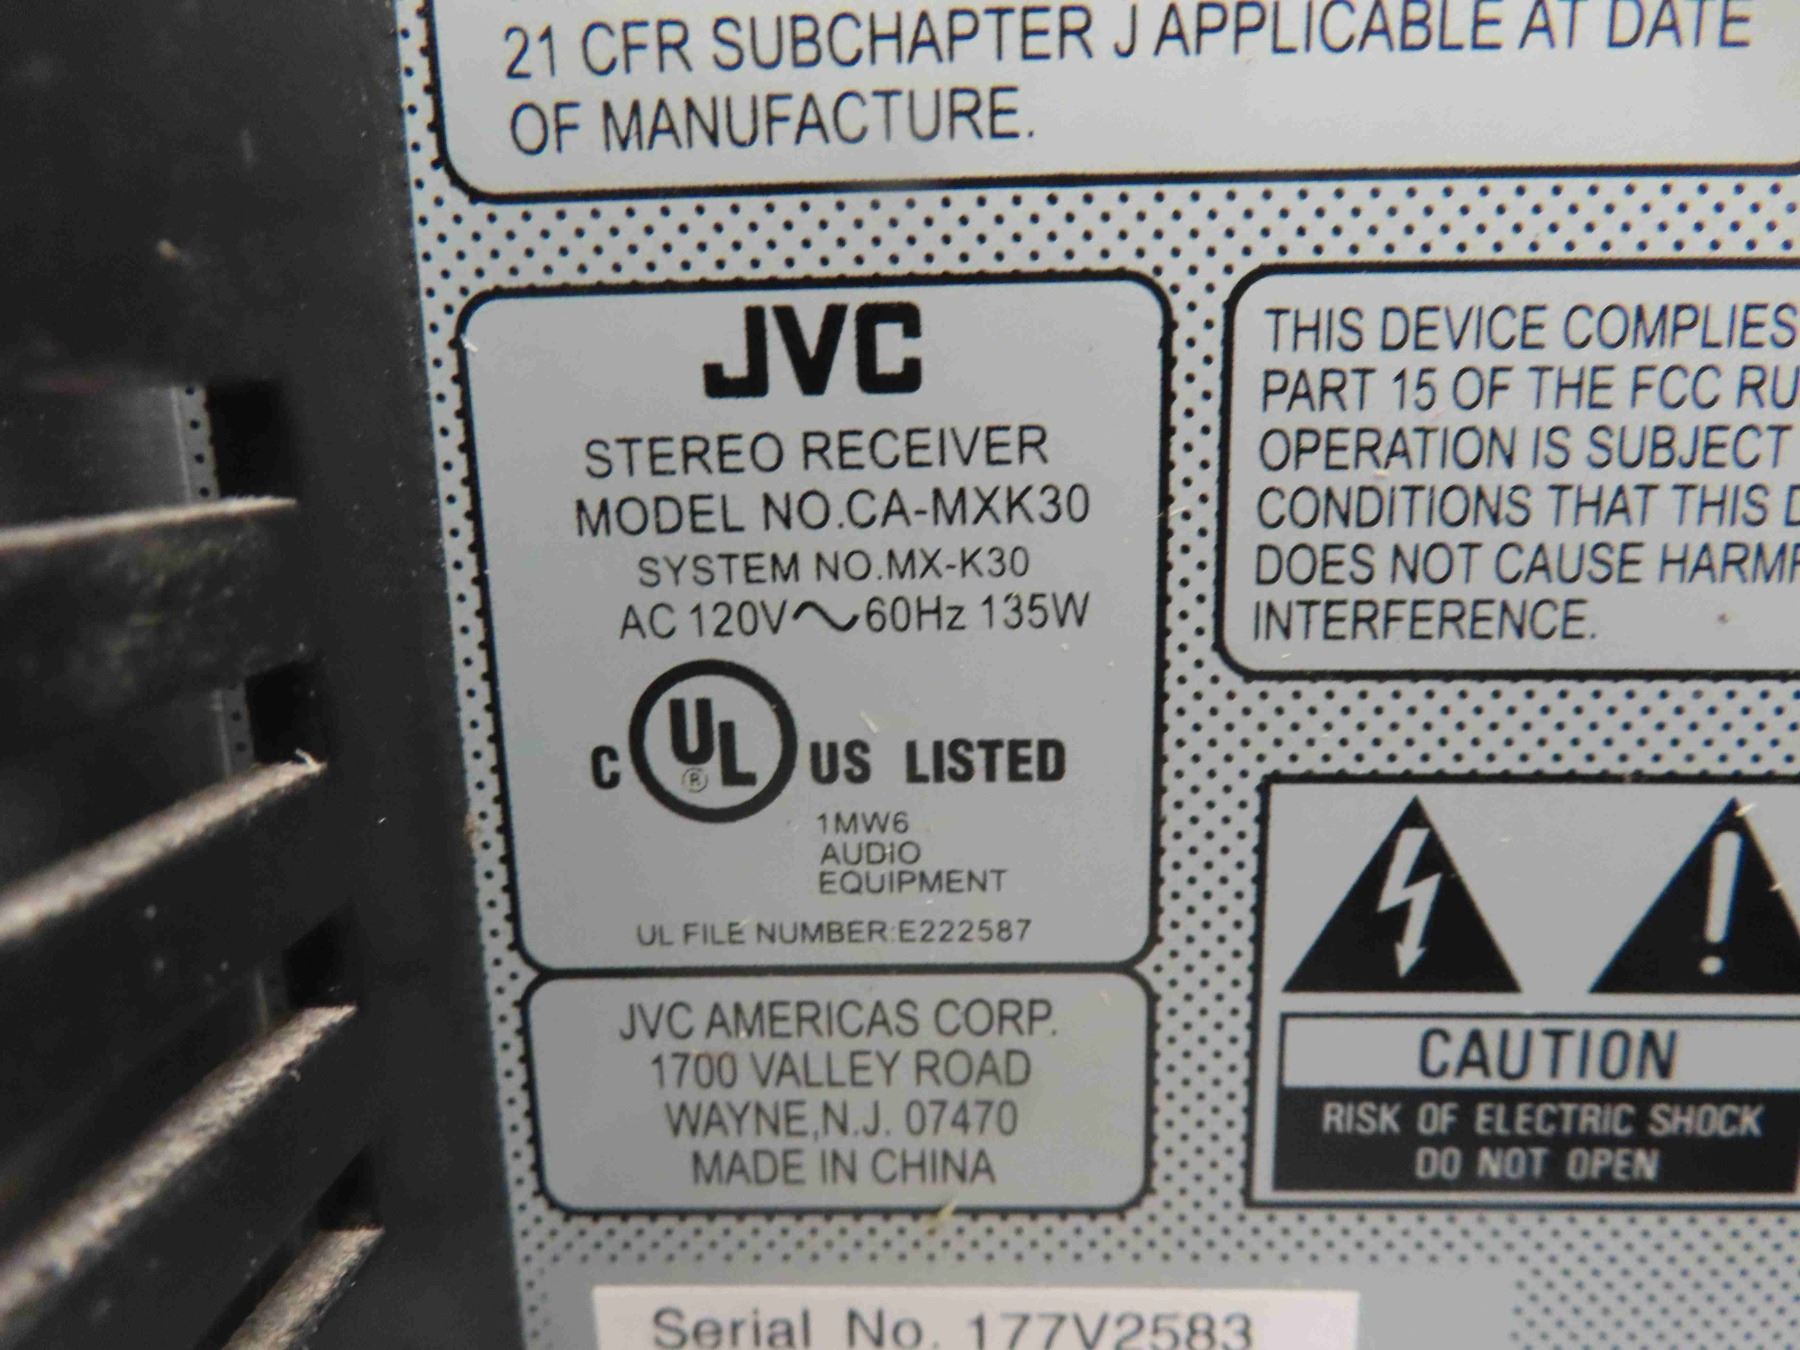 21 CFR SUBCHAPTER J APPLICABLE AT DATE
OF MANUFACTURE.
JVC
STEREO RECEIVER
MODEL NO.CA-MXK30
SYSTEM NO.MX-K30
AC 120V～60Hz 135W
C UL ® US LISTED
1MW6
AUDIO
EQUIPMENT
UL FILE NUMBER:E222587
JVC AMERICAS CORP.
1700 VALLEY ROAD
WAYNE,N.J. 07470
MADE IN CHINA
THIS DEVICE COMPLIES
PART 15 OF THE FCC RU
OPERATION IS SUBJECT
CONDITIONS THAT THIS D
DOES NOT CAUSE HARMF
INTERFERENCE.
CAUTION
RISK OF ELECTRIC SHOCK
DO NOT OPEN
Serial No. 177V2583